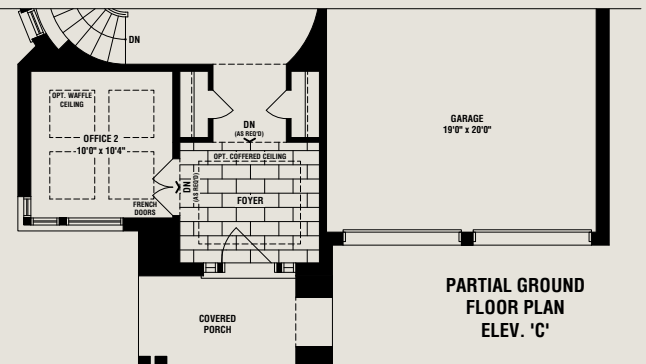 DN
OPT. WAFFLE
CEILING
OFFICE 2
10'0" x 10'4"
FRENCH
DOORS
DN
(AS REQ'D)
DN
(AS REQ'D)
OPT. COFFERED CEILING
FOYER
GARAGE
19'0" x 20'0"
COVERED
PORCH
PARTIAL GROUND
FLOOR PLAN
ELEV. 'C'